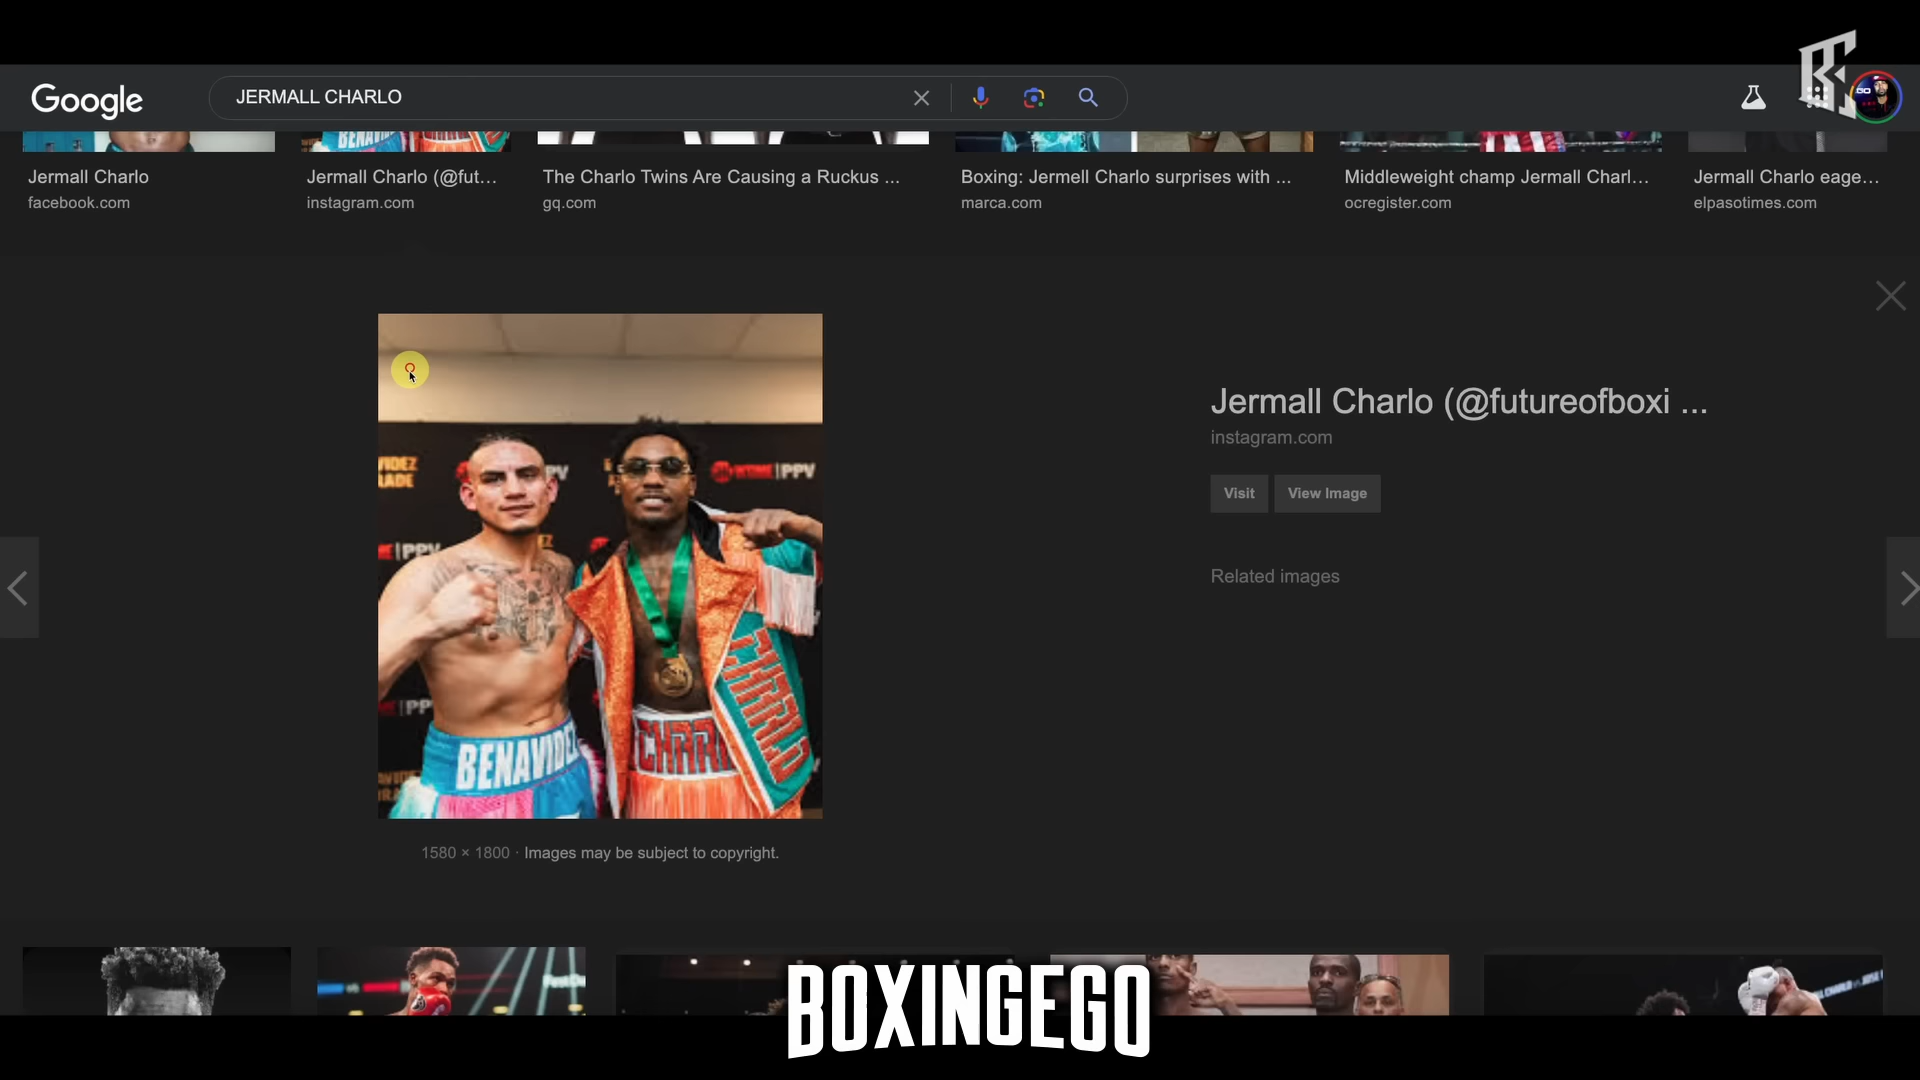 Google
JERMALL CHARLO
Jermall Charlo
facebook.com
Jermall Charlo (@fut...
instagram.com
The Charlo Twins Are Causing a Ruckus ...
gq.com
Boxing: Jermell Charlo surprises with ...
marca.com
Middleweight champ Jermall Charl...
ocregister.com
Jermall Charlo eage...
elpasotimes.com
Jermall Charlo (@futureofboxi ...
instagram.com
Visit
View Image
Related images
PPV
PPV
BENAVIDE
CHARLO
1580 × 1800 · Images may be subject to copyright.
BOXINGEGO